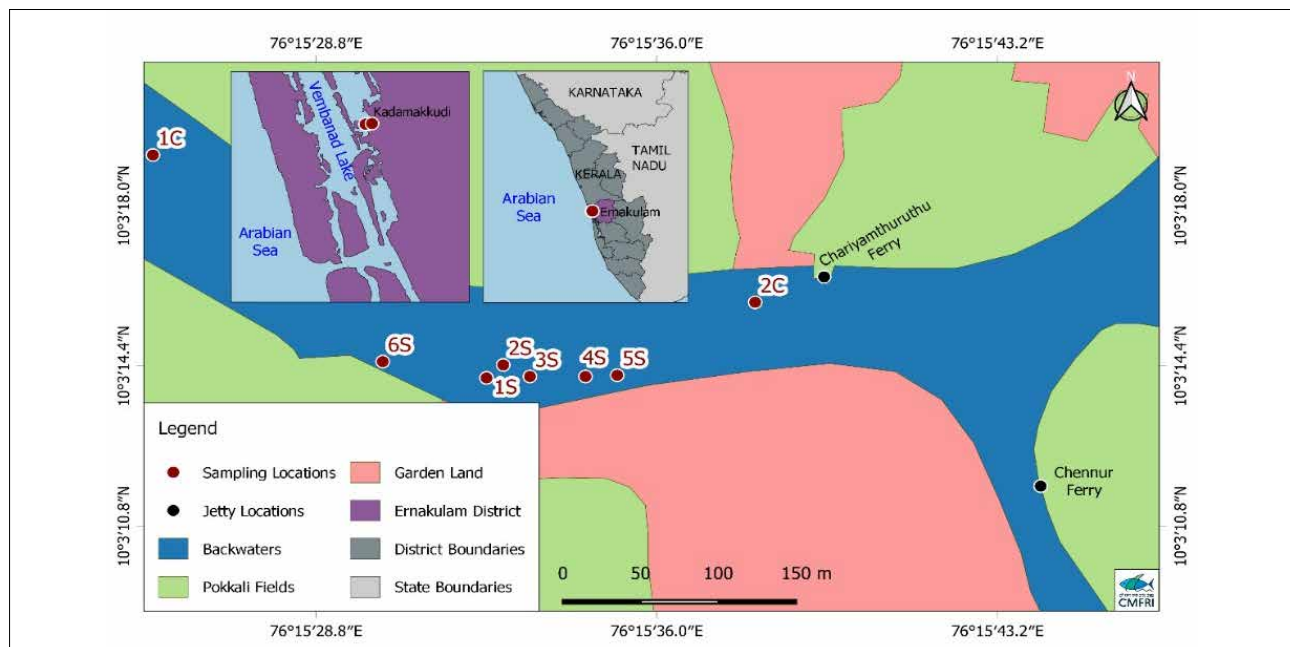 76°15′28.8″E
76°15′36.0″E
76°15′43.2″E
N
10°3′18.0″N
10°3′14.4″N
10°3′10.8″N
Vembanad Lake
Kadamakkudi
Arabian
Sea
KARNATAKA
TAMIL
NADU
KERALA
Arabian
Sea
Ernakulam
1C
2C
Chariyamthuruthu
Ferry
6S
2S
1S
3S
4S
5S
Chennur
Ferry
10°3′18.0″N
10°3′14.4″N
10°3′10.8″N
Legend
Sampling Locations
Jetty Locations
Backwaters
Pokkali Fields
Garden Land
Ernakulam District
District Boundaries
State Boundaries
0 50 100 150 m
CMFRI
76°15′28.8″E
76°15′36.0″E
76°15′43.2″E